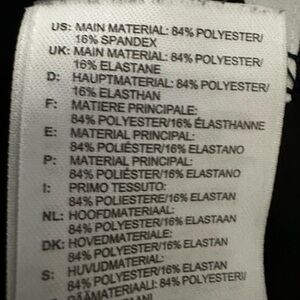 US: MAIN MATERIAL: 84% POLYESTER/
16% SPANDEX
UK: MAIN MATERIAL: 84% POLYESTER/
16% ELASTANE
D: HAUPTMATERIAL: 84% POLYESTER/
16% ELASTHAN
F: MATIERE PRINCIPALE:
84% POLYESTER/16% ÉLASTHANNE
E: MATERIAL PRINCIPAL:
84% POLIÉSTER/16% ELASTANO
P: MATERIAL PRINCIPAL:
84% POLIÉSTER/16% ELASTANO
I: PRIMO TESSUTO:
84% POLIESTERE/16% ELASTAN
NL: HOOFDMATERIAAL:
84% POLYESTER/16% ELASTAAN
DK: HOVEDMATERIALE:
84% POLYESTER/16% ELASTAN
S: HUVUDMATERIAL:
84% POLYESTER/16% ELASTAN
PÄÄMATERIAALI: 84% POLYESTERI/